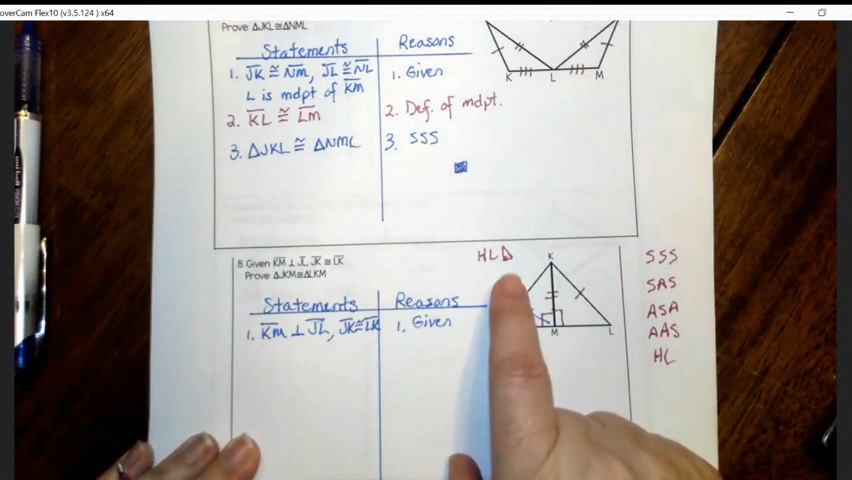 overCam Flex10 (v3.5.124 ) x64
Prove ΔJKL≅ΔNML
Statements Reasons
1. JK ≅ NM, JL ≅ NL 1. Given
L is mdpt of KM
2. KL ≅ LM 2. Def. of mdpt.
3. ΔJKL ≅ ΔNML 3. SSS
K L M
8. Given KM ⊥ JL, JK ≅ LK
Prove ΔJKM≅ΔLKM
HL Δ
K
M L
Statements Reasons
1. KM ⊥ JL, JK≅LK 1. Given
SSS
SAS
ASA
AAS
HL